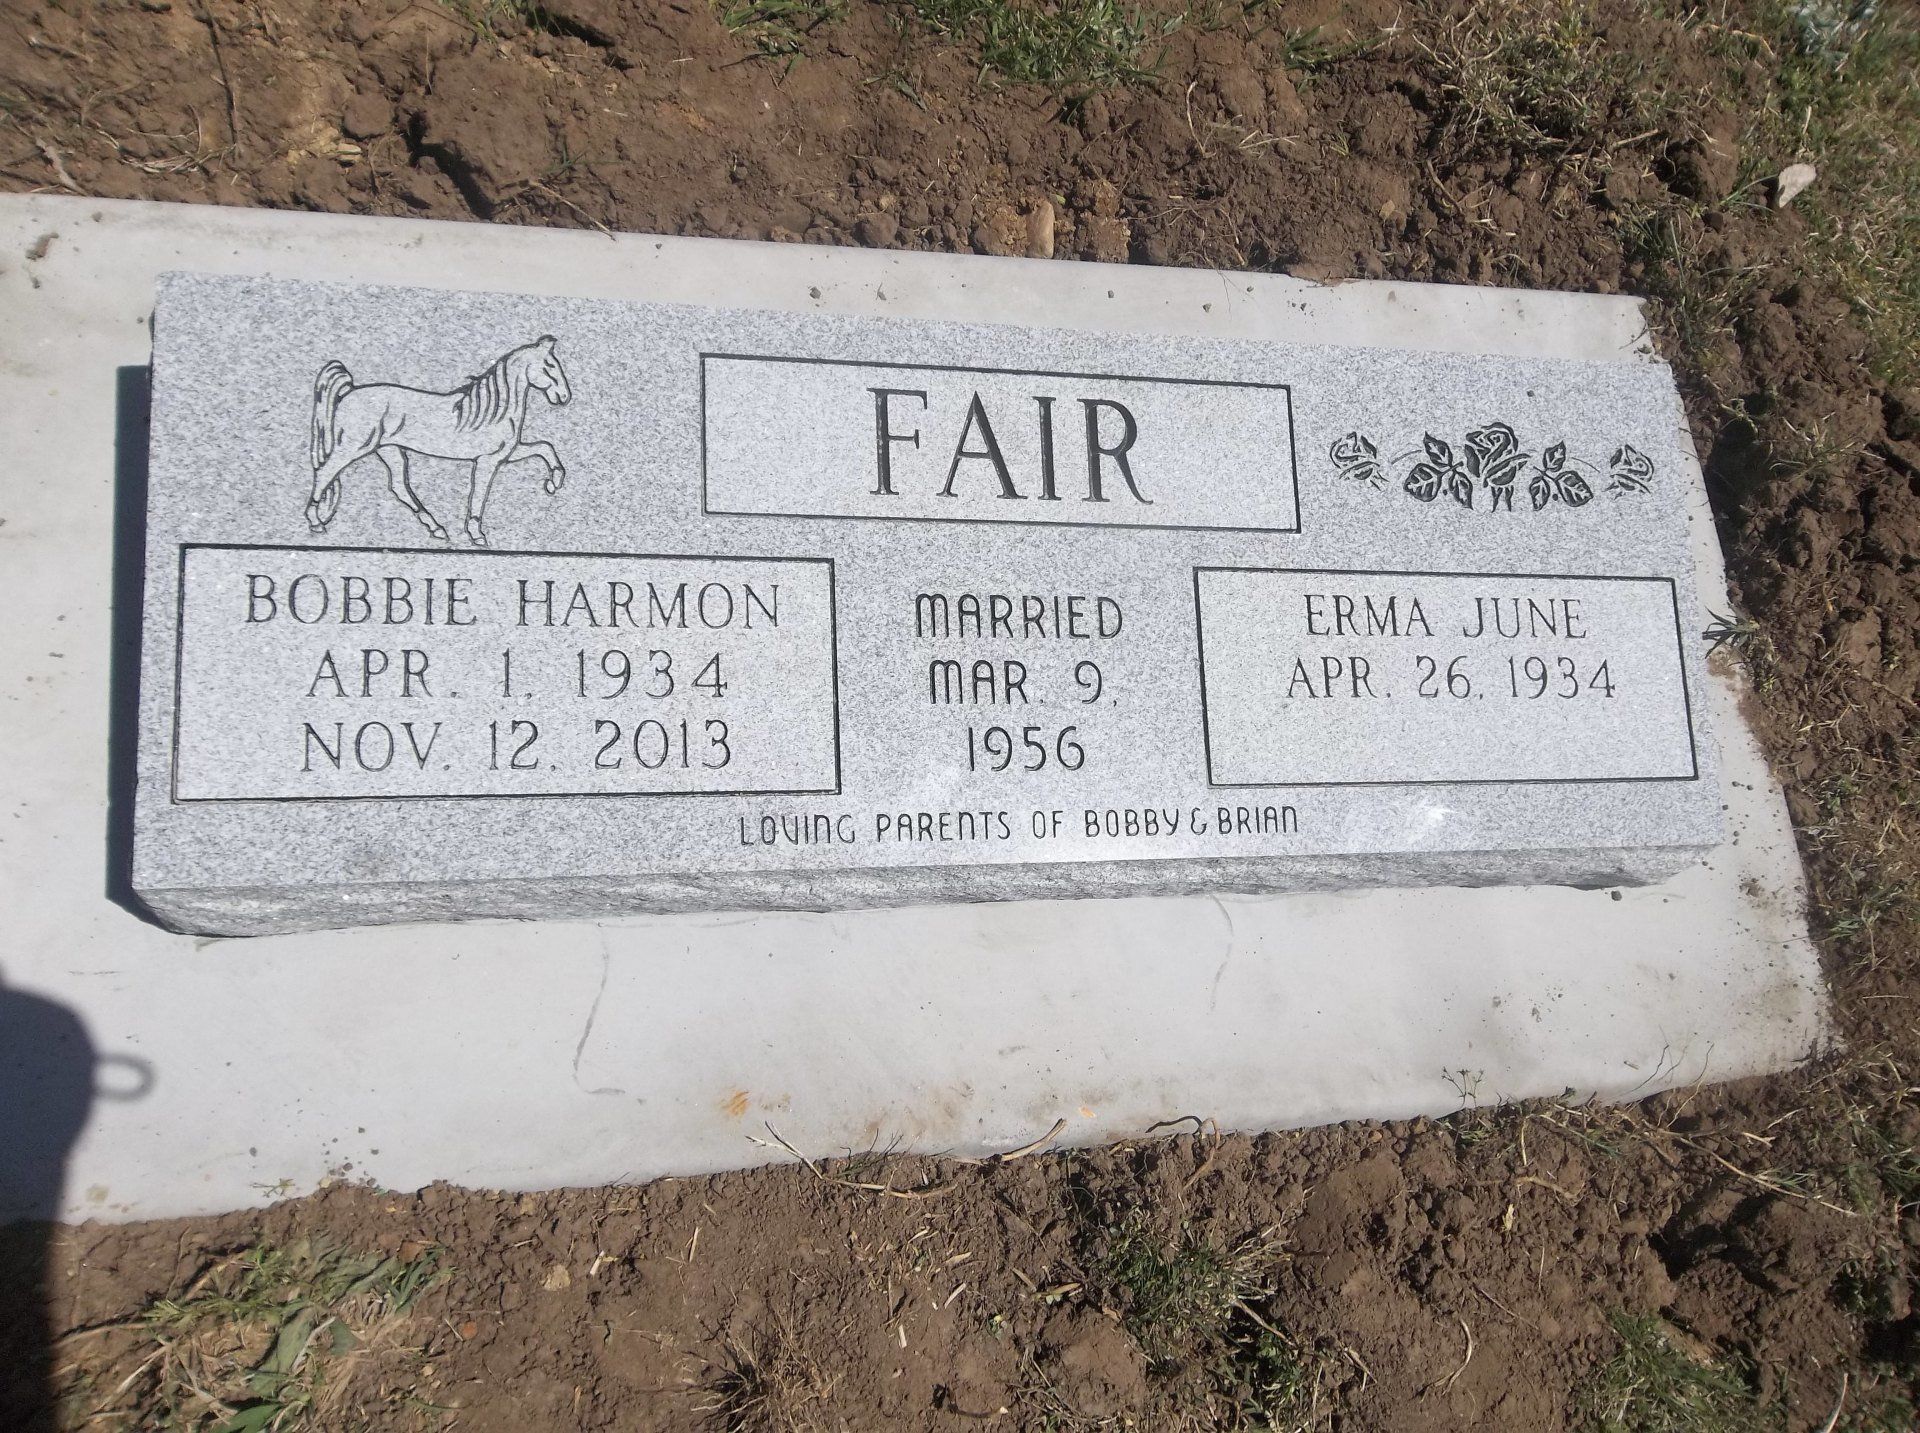 FAIR
BOBBIE HARMON
APR. 1, 1934
NOV. 12, 2013
MARRIED
MAR. 9,
1956
ERMA JUNE
APR. 26, 1934
LOVING PARENTS OF BOBBY & BRIAN